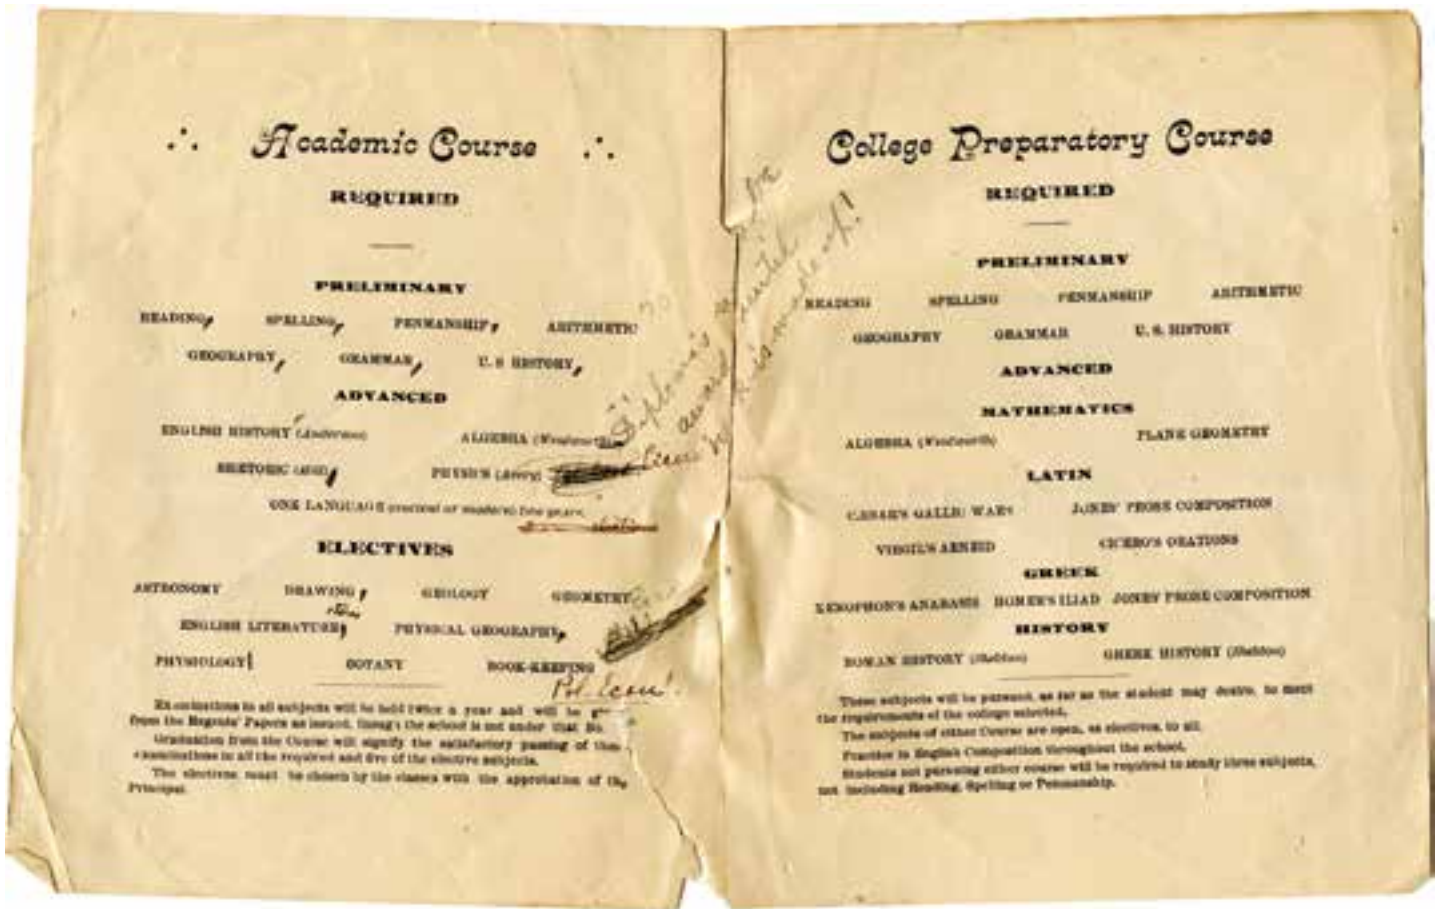 Academic Course
REQUIRED
PRELIMINARY
READING, SPELLING, PENMANSHIP, ARITHMETIC
GEOGRAPHY, GRAMMAR, U. S HISTORY,
ADVANCED
ENGLISH HISTORY (Anderson) ALGEBRA (Wentworth)
RHETORIC PHYSICS (Avery)
ONE LANGUAGE (ancient or modern) two years.
ELECTIVES
ASTRONOMY DRAWING, GEOLOGY GEOMETRY
ENGLISH LITERATURE, PHYSICAL GEOGRAPHY,
PHYSIOLOGY BOTANY BOOK-KEEPING
Pol. Econ'.
Examinations in all subjects will be held twice a year and will be
from the Regents' Papers as issued, though the school is not under that
Graduation from the Course will signify the satisfactory passing of
examinations in all the required and five of the elective subjects.
The electives must be chosen by the classes with the approbation of the
Principal
Diploma's
award until
is made up!
College Preparatory Course
REQUIRED
PRELIMINARY
READING SPELLING PENMANSHIP ARITHMETIC
GEOGRAPHY GRAMMAR U. S. HISTORY
ADVANCED
MATHEMATICS
ALGEBRA (Wentworth) PLANE GEOMETRY
LATIN
CÆSAR'S GALLIC WARS JONES' PROSE COMPOSITION
VIRGIL'S AENEID CICERO'S ORATIONS
GREEK
XENOPHON'S ANABASIS HOMER'S ILIAD JONES' PROSE COMPOSITION
HISTORY
ROMAN HISTORY (Sheldon) GREEK HISTORY (Sheldon)
These subjects will be pursued, as far as the student may desire, to meet
the requirements of the college selected.
The subjects of either Course are open, as electives, to all.
Practice in English Composition throughout the school.
Students not pursuing either course will be required to study three subjects,
not including Reading, Spelling or Penmanship.